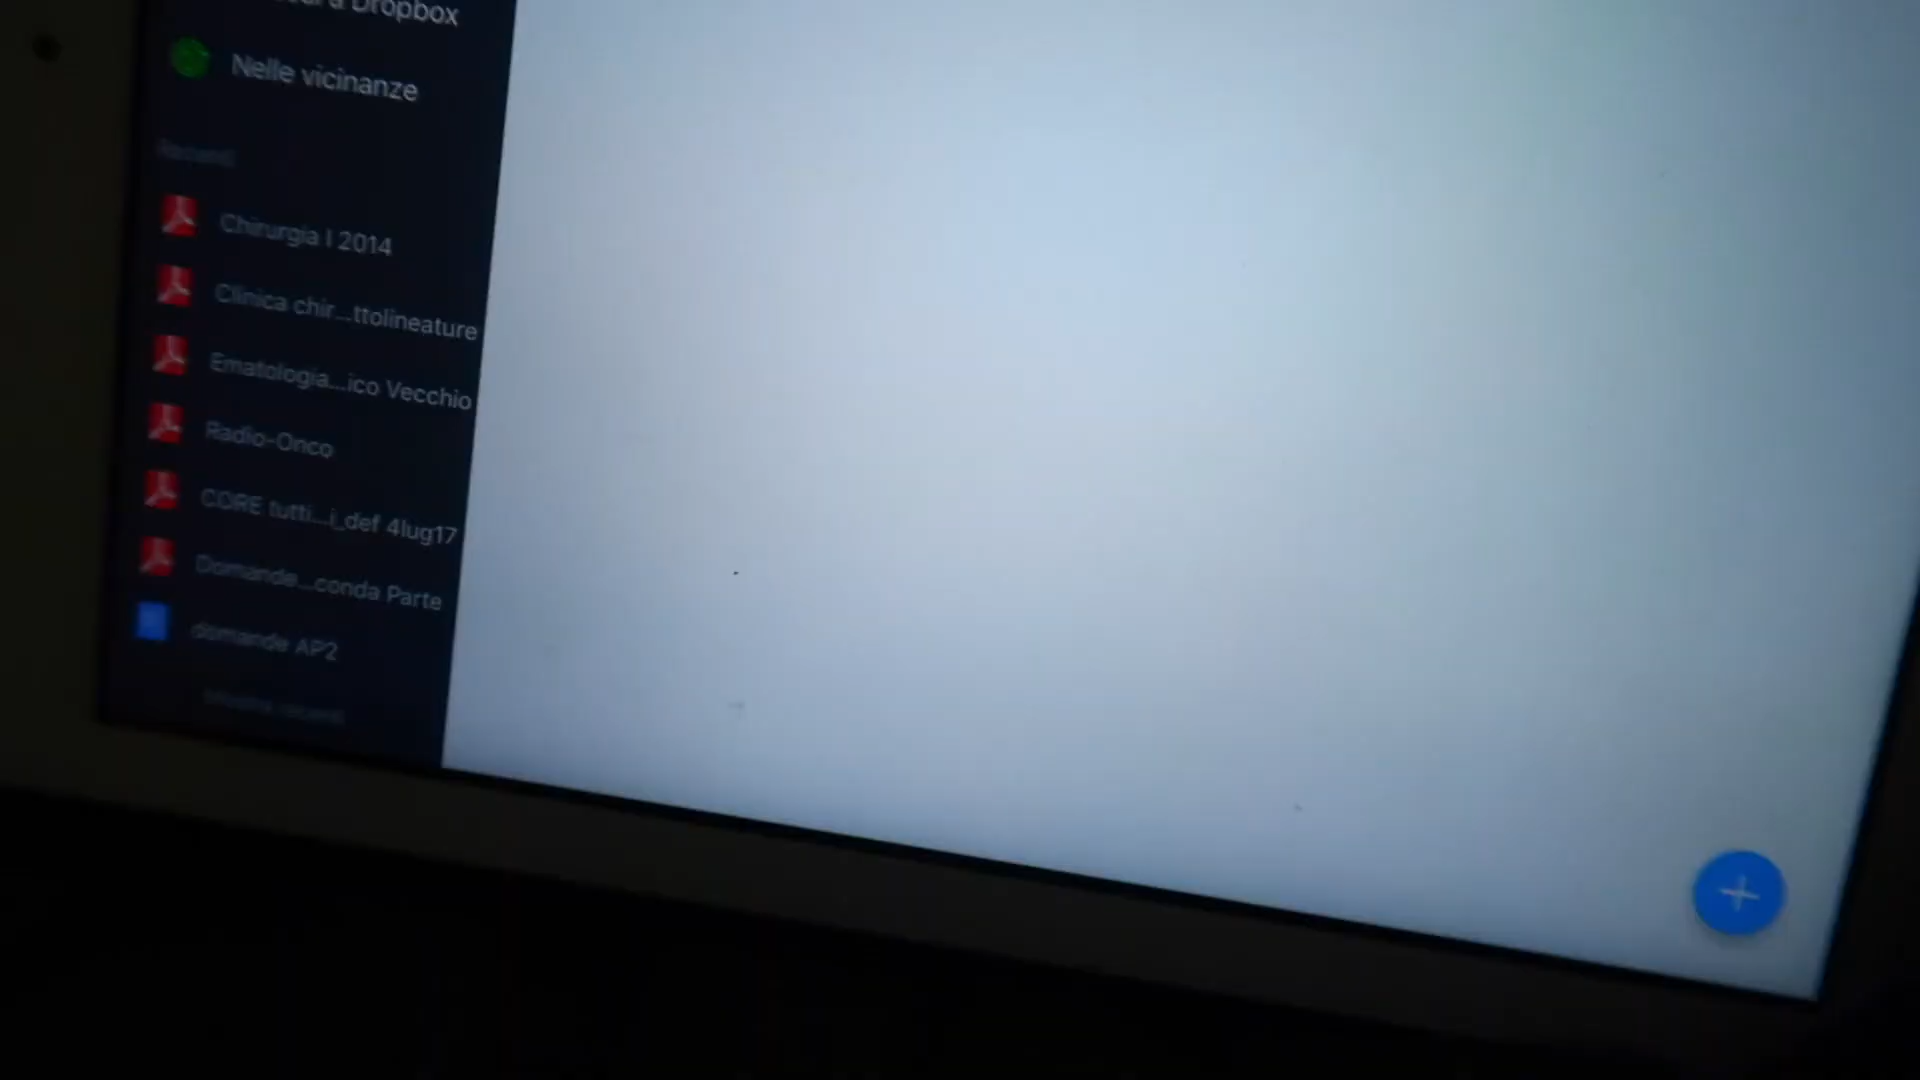 a Dropbox
Nelle vicinanze
Recenti
Chirurgia I 2014
Clinica chir...ttolineature
Ematologia...ico Vecchio
Radio-Onco
CORE tutti...i_def 4lug17
Domande...conda Parte
domande AP2